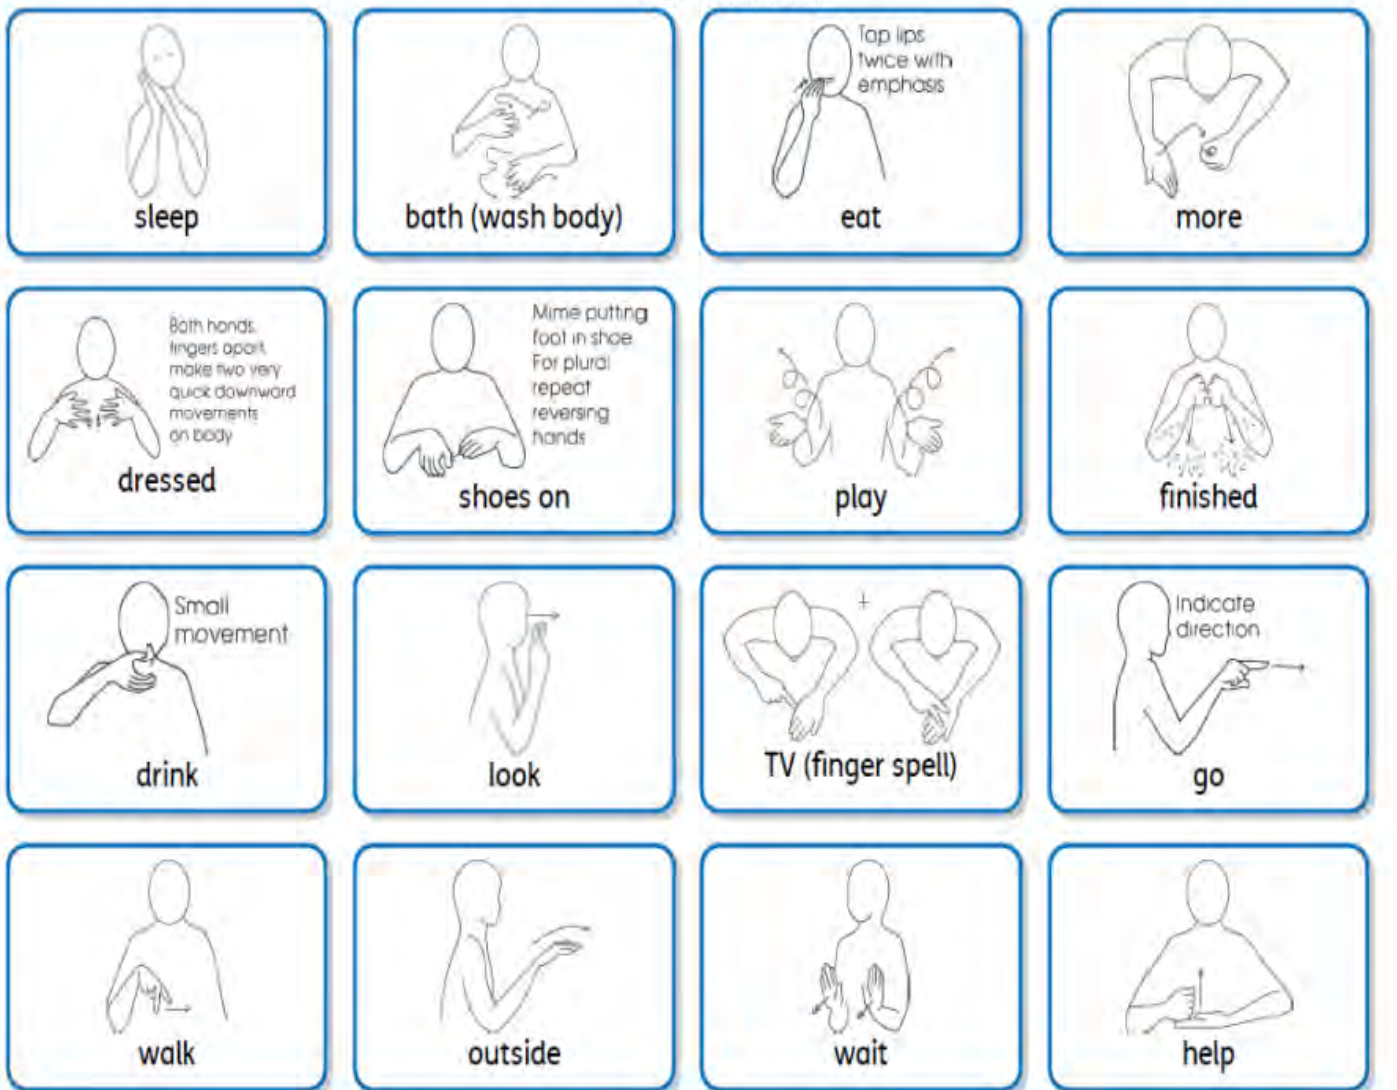 sleep
bath (wash body)
Tap lips
twice with
emphasis
eat
more
Both hands,
fingers apart,
make two very
quick downward
movements
on body
dressed
Mime putting
foot in shoe
For plural
repeat
reversing
hands
shoes on
play
finished
Small
movement
drink
look
+
TV (finger spell)
Indicate
direction
go
walk
outside
wait
help